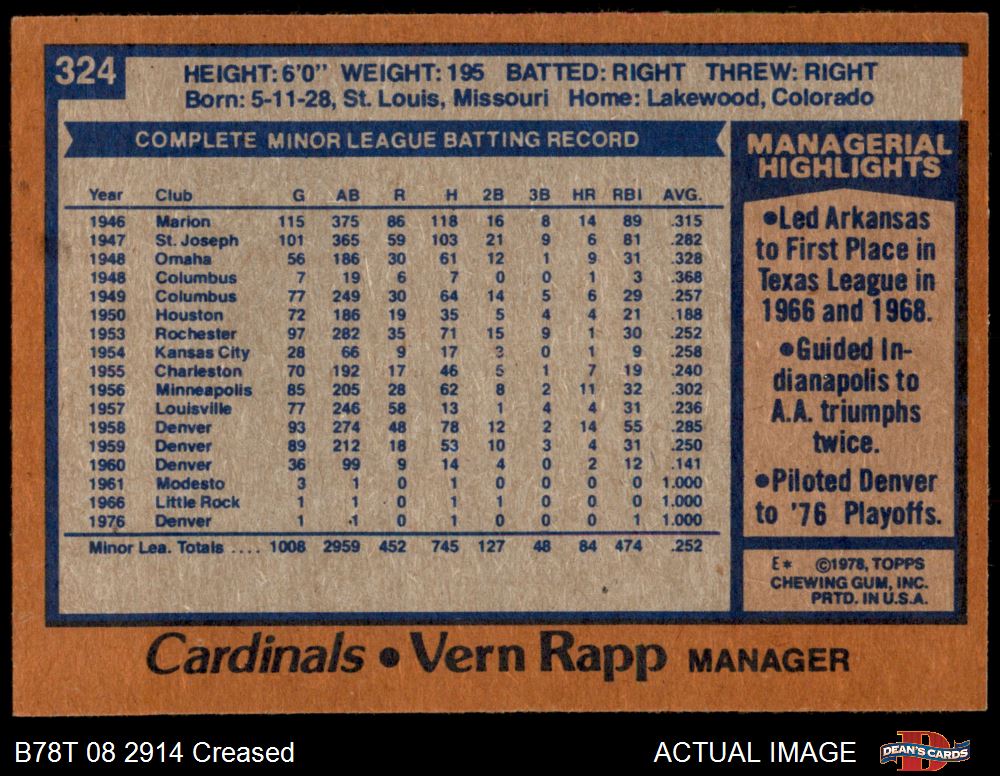 324
HEIGHT: 6'0" WEIGHT: 195 BATTED: RIGHT THREW: RIGHT
Born: 5-11-28, St. Louis, Missouri Home: Lakewood, Colorado
COMPLETE MINOR LEAGUE BATTING RECORD
Year Club G AB R H 2B 3B HR RBI AVG.
1946 Marion 115 375 86 118 16 8 14 89 .315
1947 St. Joseph 101 365 59 103 21 9 6 81 .282
1948 Omaha 56 186 30 61 12 1 9 31 .328
1948 Columbus 7 19 6 7 0 0 1 3 .368
1949 Columbus 77 249 30 64 14 5 6 29 .257
1950 Houston 72 186 19 35 5 4 4 21 .188
1953 Rochester 97 282 35 71 15 9 1 30 .252
1954 Kansas City 28 66 9 17 3 0 1 9 .258
1955 Charleston 70 192 17 46 5 1 7 19 .240
1956 Minneapolis 85 205 28 62 8 2 11 32 .302
1957 Louisville 77 246 58 13 1 4 4 31 .236
1958 Denver 93 274 48 78 12 2 14 55 .285
1959 Denver 89 212 18 53 10 3 4 31 .250
1960 Denver 36 99 9 14 4 0 2 12 .141
1961 Modesto 3 1 0 1 0 0 0 0 1.000
1966 Little Rock 1 1 0 1 1 0 0 0 1.000
1976 Denver 1 1 0 1 0 0 0 1 1.000
Minor Lea. Totals .... 1008 2959 452 745 127 48 84 474 .252
MANAGERIAL
HIGHLIGHTS
•Led Arkansas
to First Place in
Texas League in
1966 and 1968.
•Guided In-
dianapolis to
A.A. triumphs
twice.
•Piloted Denver
to '76 Playoffs.
E* ©1978, TOPPS
CHEWING GUM, INC.
PRTD. IN U.S.A.
Cardinals • Vern Rapp MANAGER
B78T 08 2914 Creased
ACTUAL IMAGE
DEAN'S CARDS